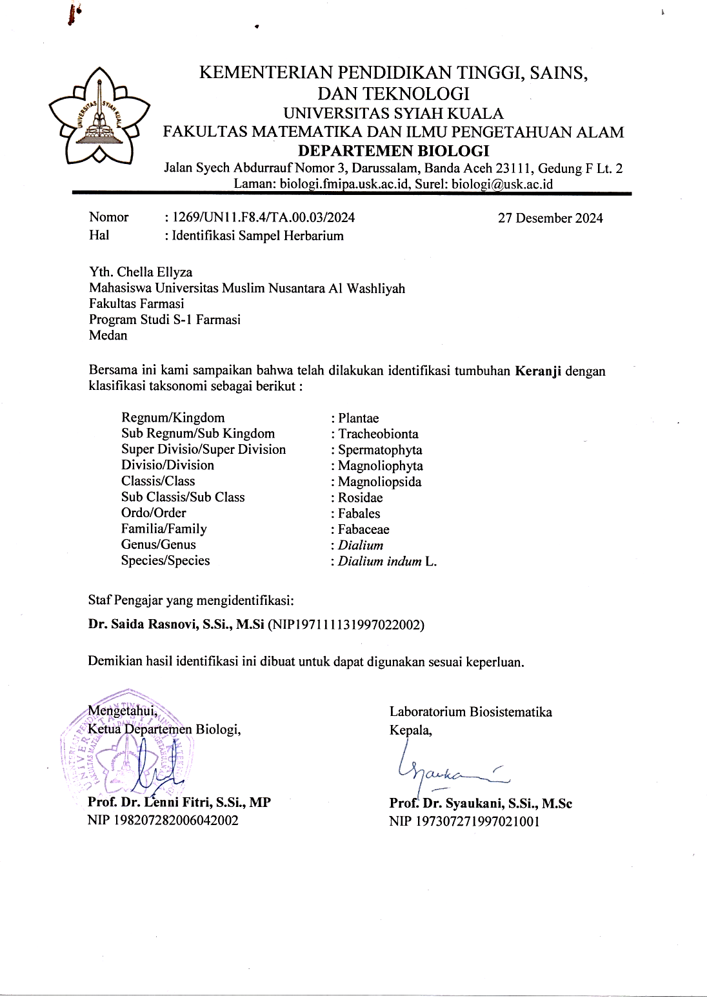 KEMENTERIAN PENDIDIKAN TINGGI, SAINS,
DAN TEKNOLOGI
UNIVERSITAS SYIAH KUALA
FAKULTAS MATEMATIKA DAN ILMU PENGETAHUAN ALAM
DEPARTEMEN BIOLOGI
Jalan Syech Abdurrauf Nomor 3, Darussalam, Banda Aceh 23111, Gedung F Lt. 2
Laman: biologi.fmipa.usk.ac.id, Surel: biologi@usk.ac.id
UNIVERSITAS SYIAH KUALA
Nomor : 1269/UN11.F8.4/TA.00.03/2024 27 Desember 2024
Hal : Identifikasi Sampel Herbarium
Yth. Chella Ellyza
Mahasiswa Universitas Muslim Nusantara Al Washliyah
Fakultas Farmasi
Program Studi S-1 Farmasi
Medan
Bersama ini kami sampaikan bahwa telah dilakukan identifikasi tumbuhan Keranji dengan
klasifikasi taksonomi sebagai berikut :
Regnum/Kingdom : Plantae
Sub Regnum/Sub Kingdom : Tracheobionta
Super Divisio/Super Division : Spermatophyta
Divisio/Division : Magnoliophyta
Classis/Class : Magnoliopsida
Sub Classis/Sub Class : Rosidae
Ordo/Order : Fabales
Familia/Family : Fabaceae
Genus/Genus : Dialium
Species/Species : Dialium indum L.
Staf Pengajar yang mengidentifikasi:
Dr. Saida Rasnovi, S.Si., M.Si (NIP197111131997022002)
Demikian hasil identifikasi ini dibuat untuk dapat digunakan sesuai keperluan.
Mengetahui,
Ketua Departemen Biologi,
Prof. Dr. Lenni Fitri, S.Si., MP
NIP 198207282006042002
Laboratorium Biosistematika
Kepala,
Prof. Dr. Syaukani, S.Si., M.Sc
NIP 197307271997021001